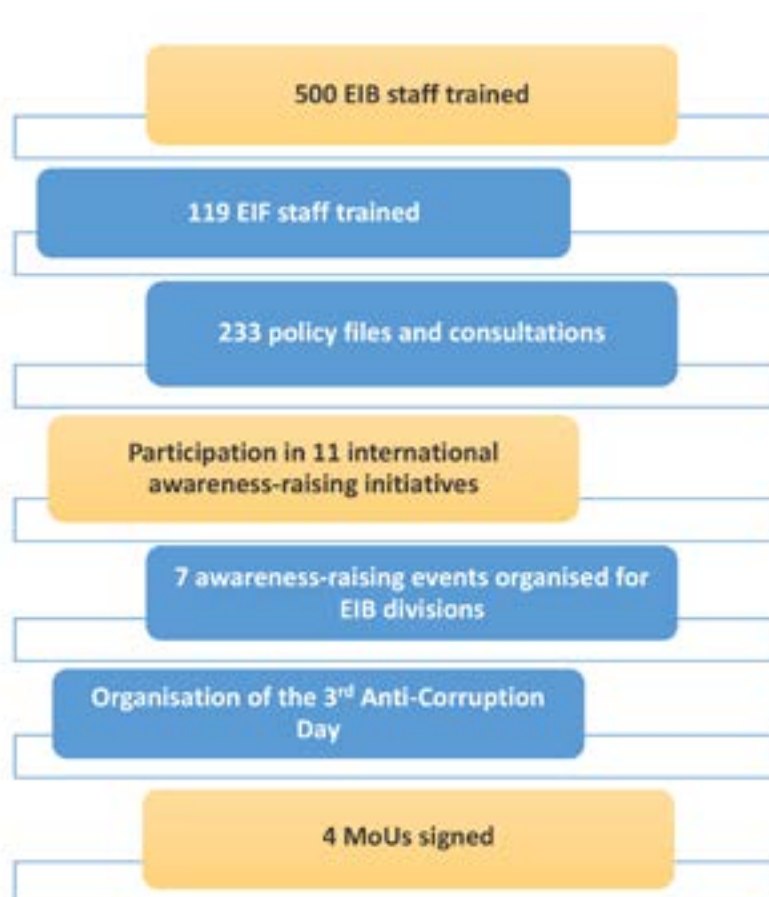 500 EIB staff trained
119 EIF staff trained
233 policy files and consultations
Participation in 11 international
awareness-raising initiatives
7 awareness-raising events organised for
EIB divisions
Organisation of the 3rd Anti-Corruption
Day
4 MoUs signed